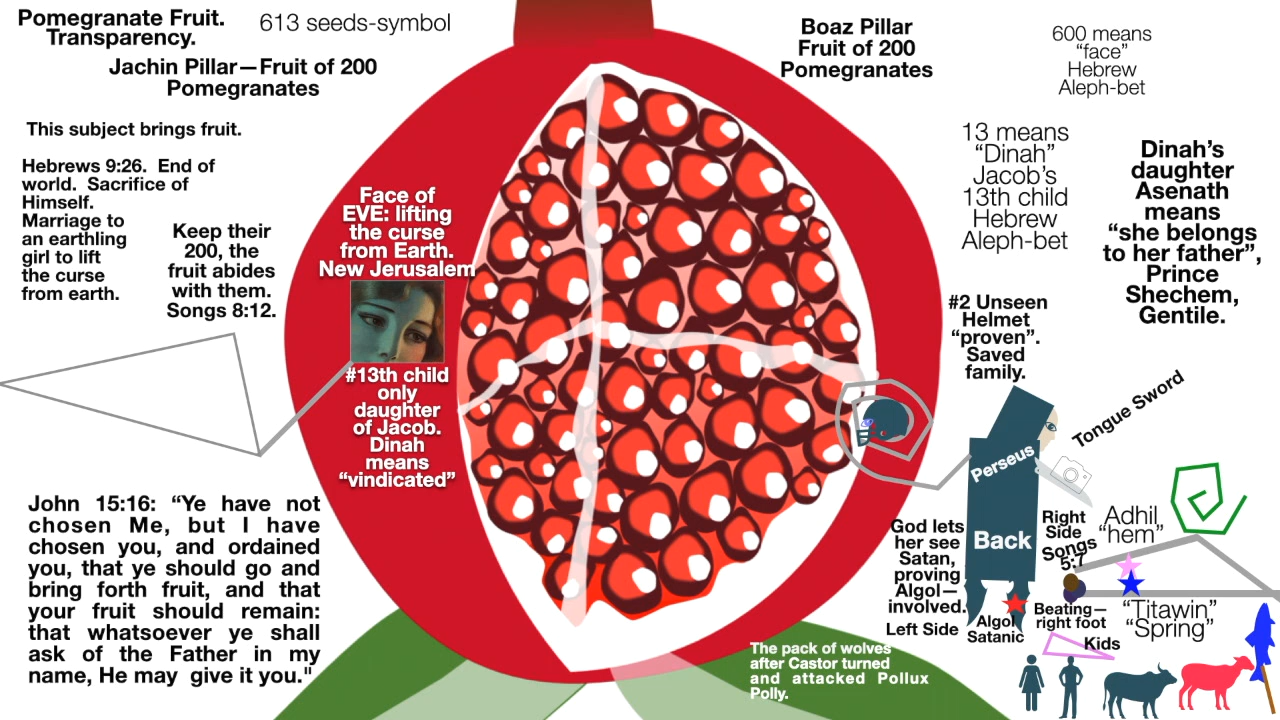 Pomegranate Fruit.
Transparency.
613 seeds-symbol
Jachin Pillar—Fruit of 200
Pomegranates
This subject brings fruit.
Hebrews 9:26. End of
world. Sacrifice of
Himself.
Marriage to
an earthling
girl to lift
the curse
from earth.
Keep their
200, the
fruit abides
with them.
Songs 8:12.
John 15:16: “Ye have not
chosen Me, but I have
chosen you, and ordained
you, that ye should go and
bring forth fruit, and that
your fruit should remain:
that whatsoever ye shall
ask of the Father in my
name, He may give it you."
Face of
EVE: lifting
the curse
from Earth.
New Jerusalem
#13th child
only
daughter
of Jacob.
Dinah
means
“vindicated”
Boaz Pillar
Fruit of 200
Pomegranates
600 means
“face”
Hebrew
Aleph-bet
13 means
“Dinah”
Jacob’s
13th child
Hebrew
Aleph-bet
Dinah’s
daughter
Asenath
means
“she belongs
to her father”,
Prince
Shechem,
Gentile.
#2 Unseen
Helmet
“proven”.
Saved
family.
Tongue Sword
Perseus
Back
God lets
her see
Satan,
proving
Algol—
involved.
Left Side
Algol
Satanic
Right
Side
Songs
5:7
Adhil
“hem”
Beating—
right foot
“Titawin”
“Spring”
Kids
The pack of wolves
after Castor turned
and attacked Pollux
Polly.